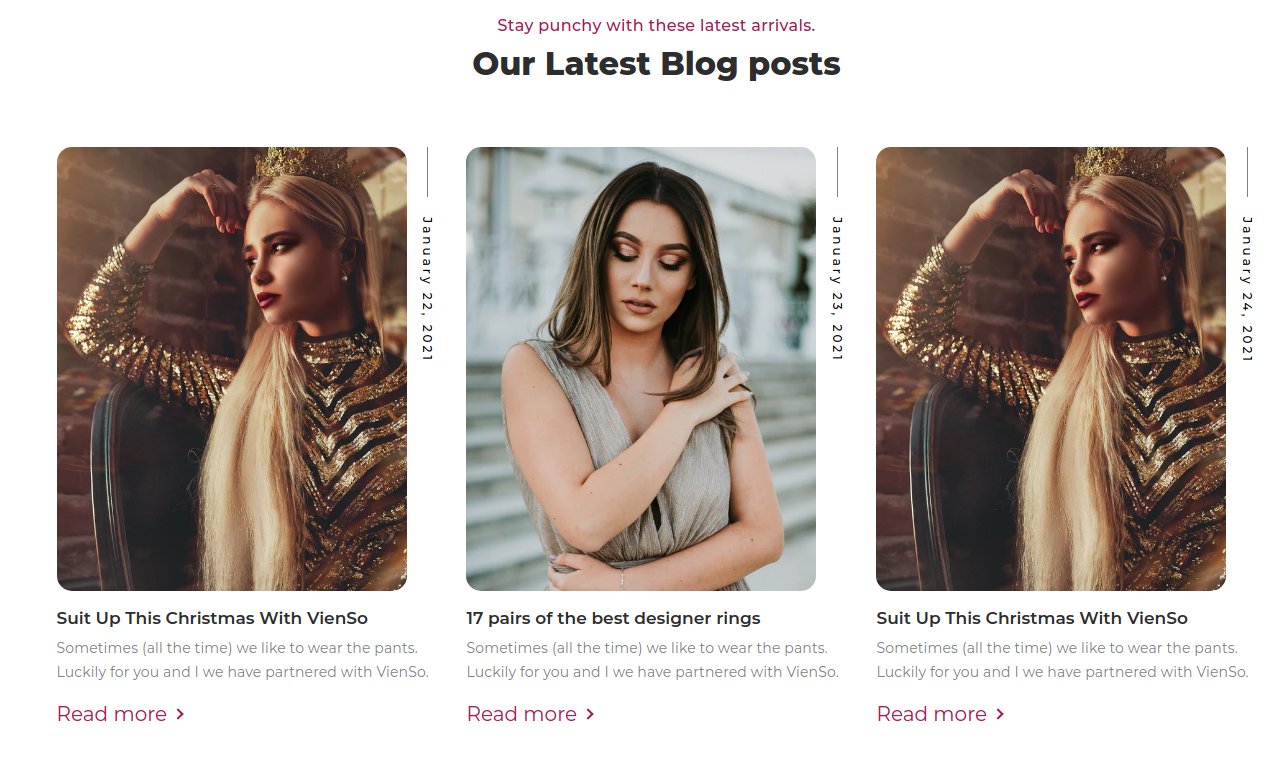 Stay punchy with these latest arrivals.
Our Latest Blog posts
January 22, 2021
Suit Up This Christmas With VienSo
Sometimes (all the time) we like to wear the pants.
Luckily for you and I we have partnered with VienSo.
Read more
January 23, 2021
17 pairs of the best designer rings
Sometimes (all the time) we like to wear the pants.
Luckily for you and I we have partnered with VienSo.
Read more
January 24, 2021
Suit Up This Christmas With VienSo
Sometimes (all the time) we like to wear the pants.
Luckily for you and I we have partnered with VienSo.
Read more